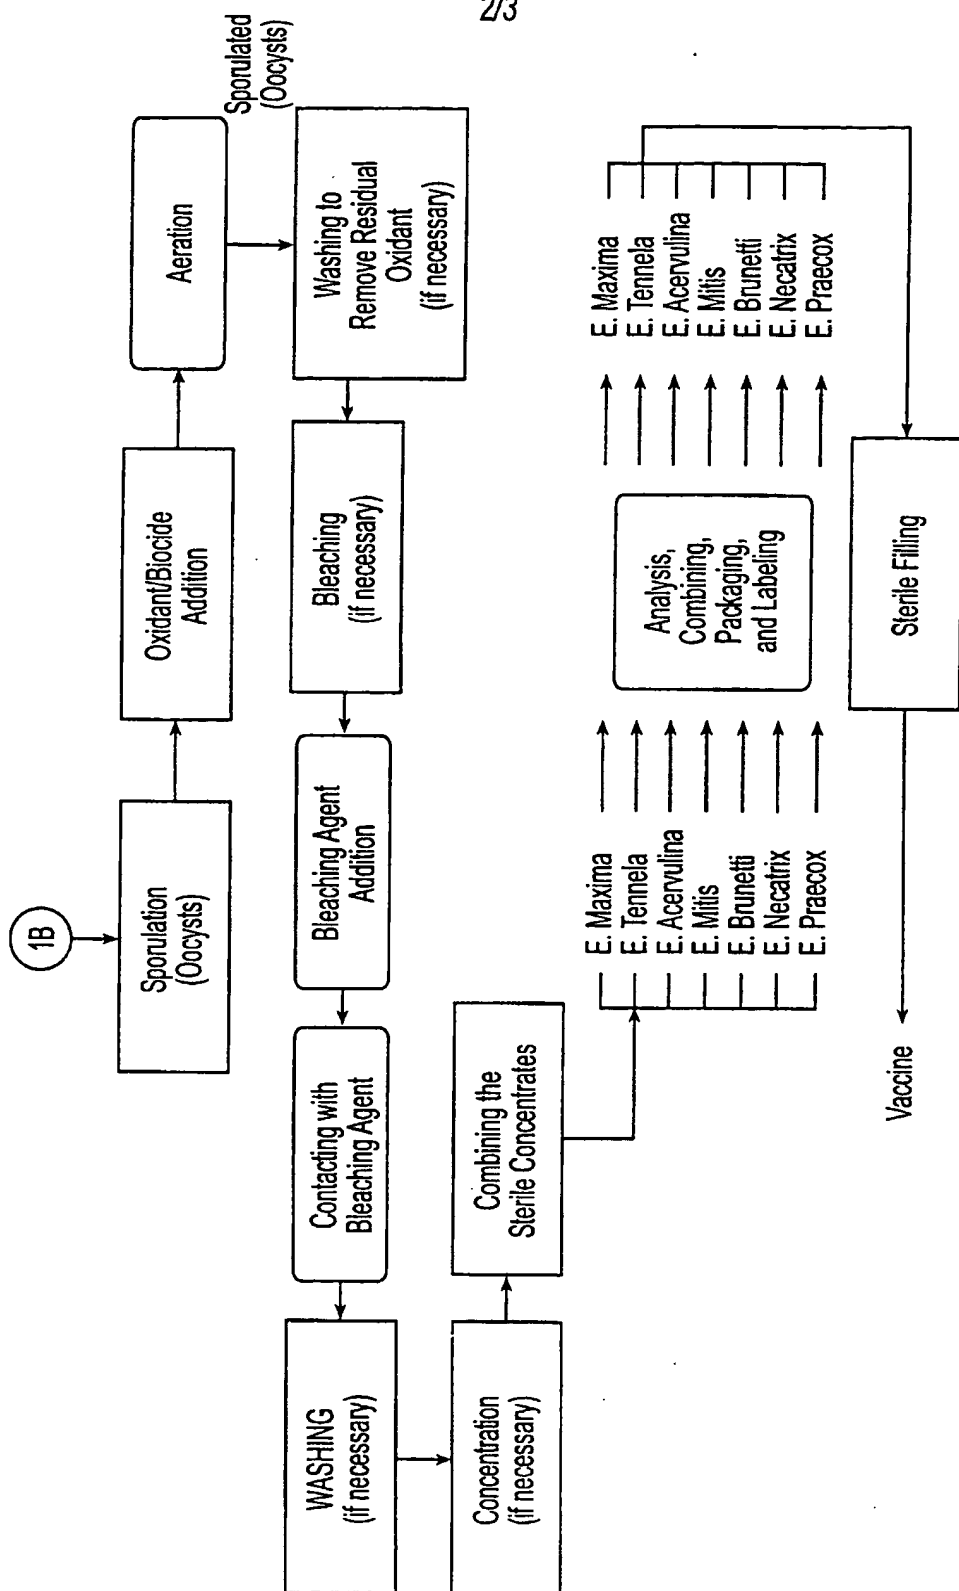 2/3
1B
Sporulation
(Oocysts)
Oxidant/Biocide
Addition
Aeration
Sporulated
(Oocysts)
Washing to
Remove Residual
Oxidant
(if necessary)
Bleaching
(if necessary)
Bleaching Agent
Addition
Contacting with
Bleaching Agent
WASHING
(if necessary)
Concentration
(if necessary)
Combining the
Sterile Concentrates
E. Maxima
E. Tennela
E. Acervulina
E. Mitis
E. Brunetti
E. Necatrix
E. Praecox
Analysis,
Combining,
Packaging,
and Labeling
E. Maxima
E. Tennela
E. Acervulina
E. Mitis
E. Brunetti
E. Necatrix
E. Praecox
Sterile Filling
Vaccine